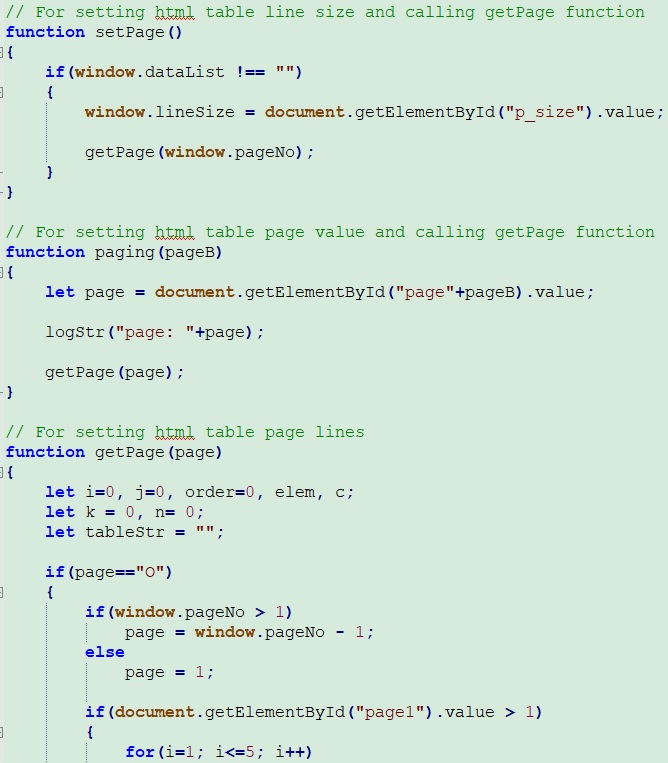 // For setting html table line size and calling getPage function
function setPage()
{
    if(window.dataList !== "")
    {
        window.lineSize = document.getElementById("p_size").value;
        getPage(window.pageNo);
    }
}
// For setting html table page value and calling getPage function
function paging(pageB)
{
    let page = document.getElementById("page"+pageB).value;
    logStr("page: "+page);
    getPage(page);
}
// For setting html table page lines
function getPage(page)
{
    let i=0, j=0, order=0, elem, c;
    let k = 0, n= 0;
    let tableStr = "";
    if(page=="O")
    {
        if(window.pageNo > 1)
            page = window.pageNo - 1;
        else
            page = 1;
        if(document.getElementById("page1").value > 1)
        {
            for(i=1; i<=5; i++)